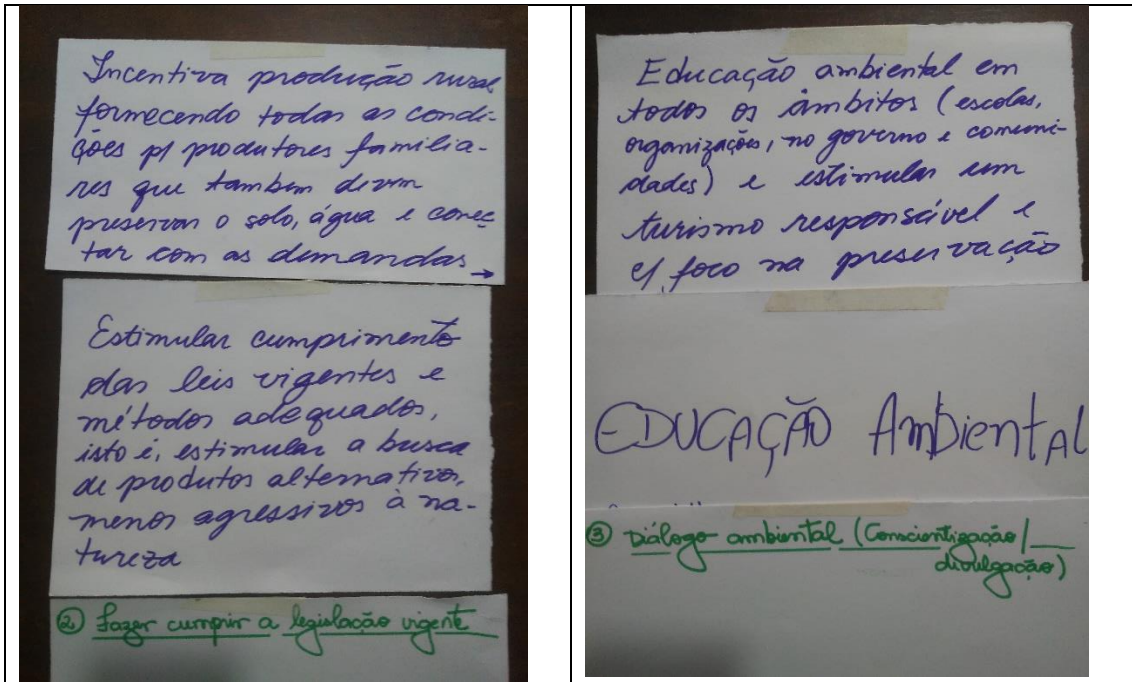 Incentiva produção rural
fornecendo todas as condi-
ções p/ produtores familia-
res que tambem devem
preservar o solo, água e conec
tar com as demandas →
Estimular cumprimento
das leis vigentes e
métodos adequados,
isto é, estimular a busca
de produtos alternativos,
menos agressivos à na-
tureza
② Fazer cumprir a legislação vigente
Educação ambiental em
todos os âmbitos (escolas,
organizações, no governo e comuni-
dades) e estimular um
turismo responsável e
c/ foco na preservação
EDUCAÇÃO AmbientAl
③ Diálogo ambiental (Conscientização/
divulgação)